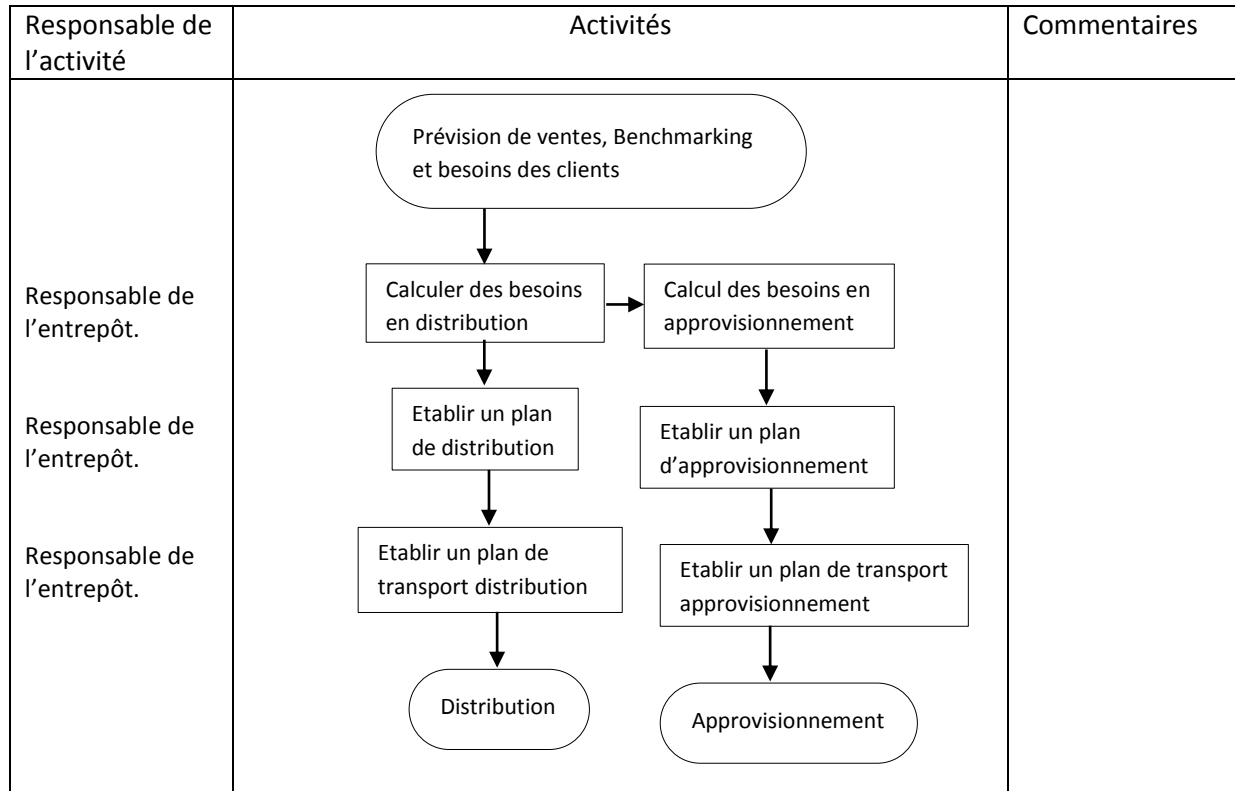 Responsable de
l’activité
Activités
Commentaires
Prévision de ventes, Benchmarking
et besoins des clients
Responsable de
l’entrepôt.
Calculer des besoins
en distribution
Calcul des besoins en
approvisionnement
Responsable de
l’entrepôt.
Etablir un plan
de distribution
Etablir un plan
d’approvisionnement
Responsable de
l’entrepôt.
Etablir un plan de
transport distribution
Etablir un plan de transport
approvisionnement
Distribution
Approvisionnement